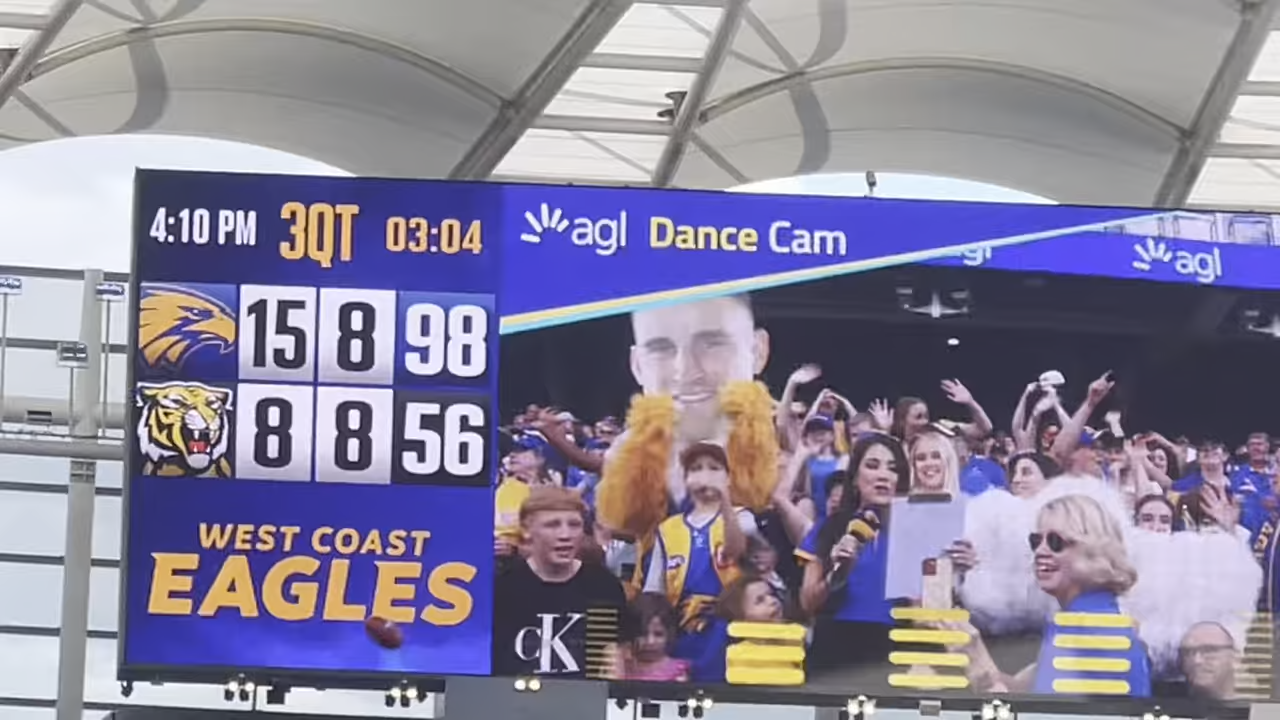 4:10 PM 3QT 03:04
15 8 98
8 8 56
WEST COAST
EAGLES
agl Dance Cam
agl
agl
CK